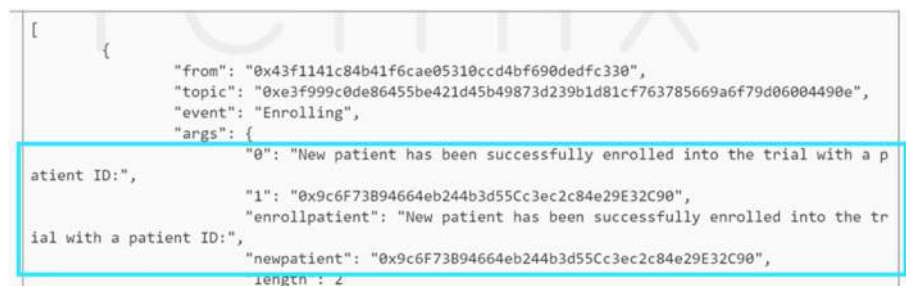 [
{
"from": "0x43f1141c84b41f6cae05310ccd4bf690dedfc330",
"topic": "0xe3f999c0de86455be421d45b49873d239b1d81cf763785669a6f79d06004490e",
"event": "Enrolling",
"args": {
"0": "New patient has been successfully enrolled into the trial with a p
atient ID:",
"1": "0x9c6F73B94664eb244b3d55Cc3ec2c84e29E32C90",
"enrollpatient": "New patient has been successfully enrolled into the tr
ial with a patient ID:",
"newpatient": "0x9c6F73B94664eb244b3d55Cc3ec2c84e29E32C90",
"length": 2